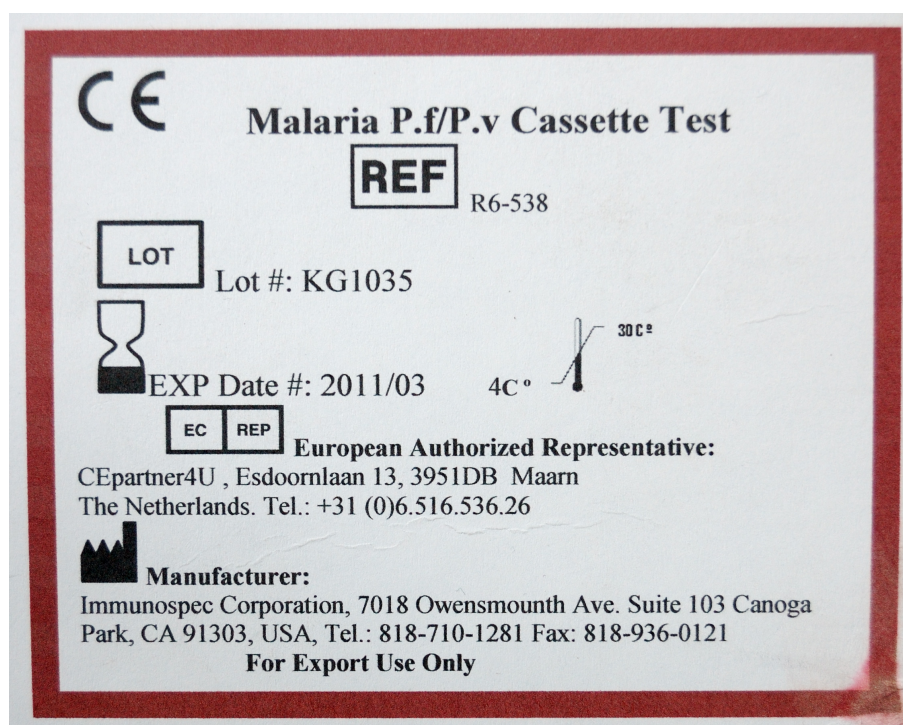 CE
Malaria P.f/P.v Cassette Test
REF
R6-538
LOT
Lot #: KG1035
30 C º
EXP Date #: 2011/03
4C º
EC REP
European Authorized Representative:
CEpartner4U , Esdoornlaan 13, 3951DB Maarn
The Netherlands. Tel.: +31 (0)6.516.536.26
Manufacturer:
Immunospec Corporation, 7018 Owensmounth Ave. Suite 103 Canoga
Park, CA 91303, USA, Tel.: 818-710-1281 Fax: 818-936-0121
For Export Use Only